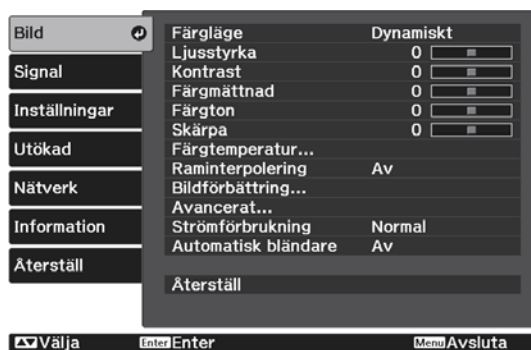 Bild
Signal
Inställningar
Utökad
Nätverk
Information
Återställ
Färgläge Dynamiskt
Ljusstyrka 0
Kontrast 0
Färgmättnad 0
Färgton 0
Skärpa 0
Färgtemperatur...
Raminterpolering Av
Bildförbättring...
Avancerat...
Strömförbrukning Normal
Automatisk bländare Av
Återställ
Välja Enter Enter Menu Avsluta